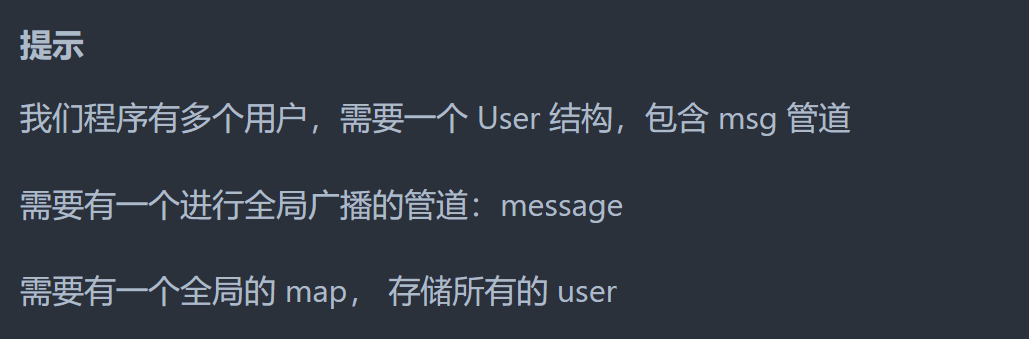 提示
我们程序有多个用户，需要一个 User 结构，包含 msg 管道
需要有一个进行全局广播的管道：message
需要有一个全局的 map， 存储所有的 user